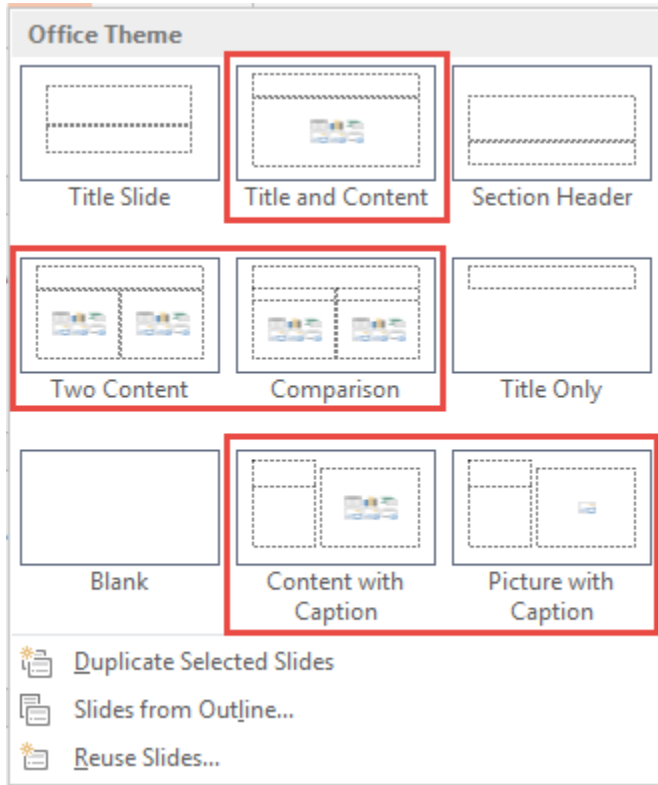 Office Theme
Title Slide
Title and Content
Section Header
Two Content
Comparison
Title Only
Blank
Content with
Caption
Picture with
Caption
Duplicate Selected Slides
Slides from Outline...
Reuse Slides...